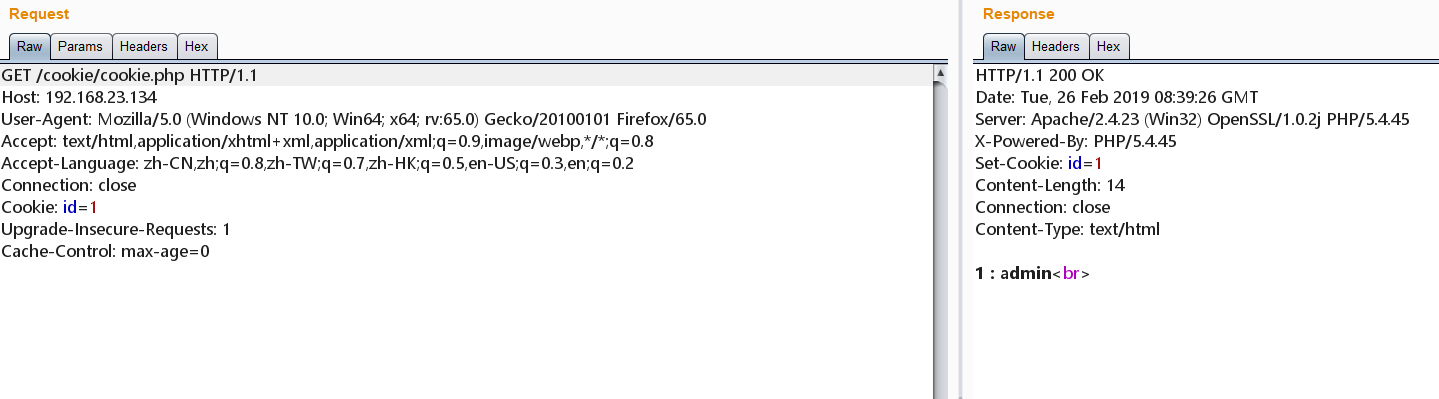 Request
Raw Params Headers Hex
GET /cookie/cookie.php HTTP/1.1
Host: 192.168.23.134
User-Agent: Mozilla/5.0 (Windows NT 10.0; Win64; x64; rv:65.0) Gecko/20100101 Firefox/65.0
Accept: text/html,application/xhtml+xml,application/xml;q=0.9,image/webp,*/*;q=0.8
Accept-Language: zh-CN,zh;q=0.8,zh-TW;q=0.7,zh-HK;q=0.5,en-US;q=0.3,en;q=0.2
Connection: close
Cookie: id=1
Upgrade-Insecure-Requests: 1
Cache-Control: max-age=0
Response
Raw Headers Hex
HTTP/1.1 200 OK
Date: Tue, 26 Feb 2019 08:39:26 GMT
Server: Apache/2.4.23 (Win32) OpenSSL/1.0.2j PHP/5.4.45
X-Powered-By: PHP/5.4.45
Set-Cookie: id=1
Content-Length: 14
Connection: close
Content-Type: text/html
1 : admin<br>